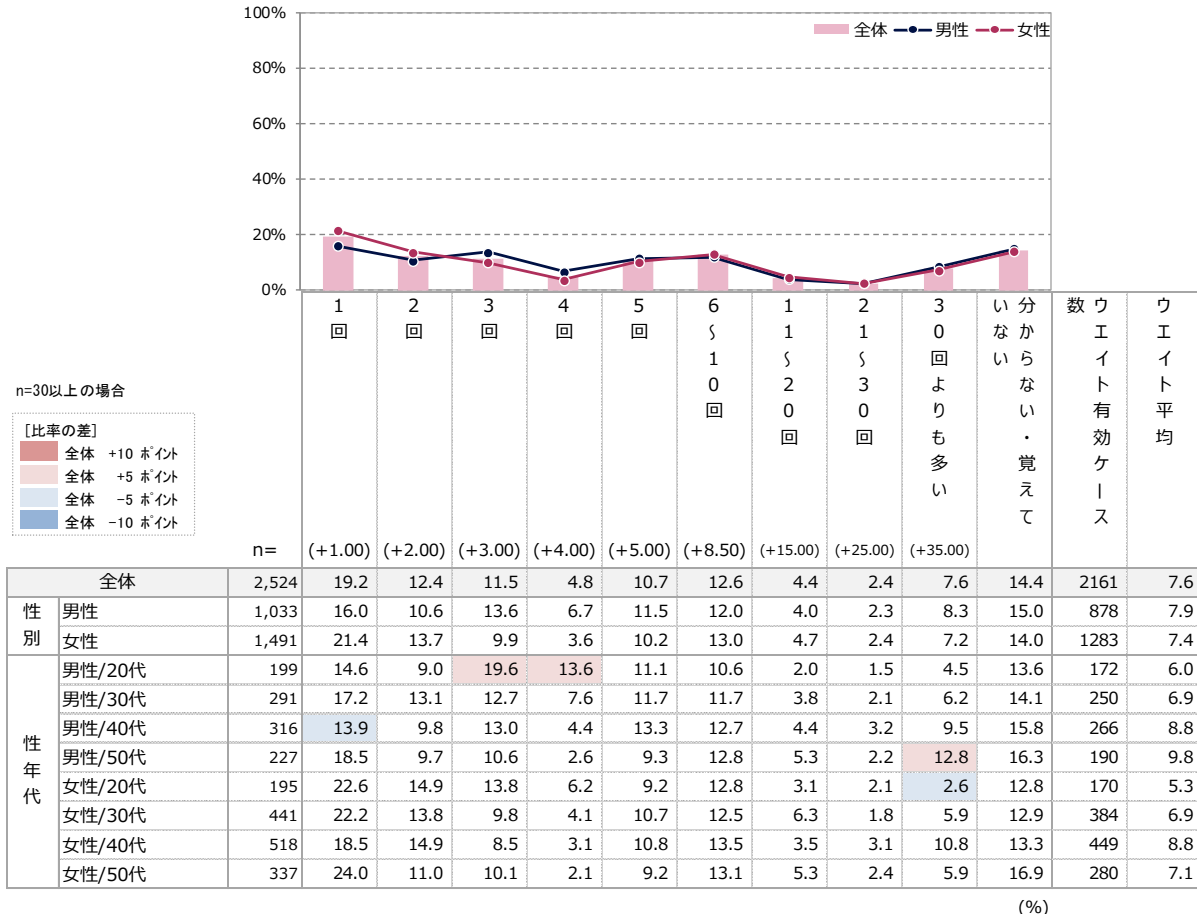 100%
80%
60%
40%
20%
0%
全体 男性 女性
n=30以上の場合
[比率の差]
全体 +10 ポイント
全体 +5 ポイント
全体 -5 ポイント
全体 -10 ポイント
n=
1回 (+1.00)
2回 (+2.00)
3回 (+3.00)
4回 (+4.00)
5回 (+5.00)
6～10回 (+8.50)
11～20回 (+15.00)
21～30回 (+25.00)
30回よりも多い (+35.00)
分からない・覚えていない
ウエイト有効ケース数
ウエイト平均
全体 2,524 19.2 12.4 11.5 4.8 10.7 12.6 4.4 2.4 7.6 14.4 2161 7.6
性別
男性 1,033 16.0 10.6 13.6 6.7 11.5 12.0 4.0 2.3 8.3 15.0 878 7.9
女性 1,491 21.4 13.7 9.9 3.6 10.2 13.0 4.7 2.4 7.2 14.0 1283 7.4
性年代
男性/20代 199 14.6 9.0 19.6 13.6 11.1 10.6 2.0 1.5 4.5 13.6 172 6.0
男性/30代 291 17.2 13.1 12.7 7.6 11.7 11.7 3.8 2.1 6.2 14.1 250 6.9
男性/40代 316 13.9 9.8 13.0 4.4 13.3 12.7 4.4 3.2 9.5 15.8 266 8.8
男性/50代 227 18.5 9.7 10.6 2.6 9.3 12.8 5.3 2.2 12.8 16.3 190 9.8
女性/20代 195 22.6 14.9 13.8 6.2 9.2 12.8 3.1 2.1 2.6 12.8 170 5.3
女性/30代 441 22.2 13.8 9.8 4.1 10.7 12.5 6.3 1.8 5.9 12.9 384 6.9
女性/40代 518 18.5 14.9 8.5 3.1 10.8 13.5 3.5 3.1 10.8 13.3 449 8.8
女性/50代 337 24.0 11.0 10.1 2.1 9.2 13.1 5.3 2.4 5.9 16.9 280 7.1
(%)